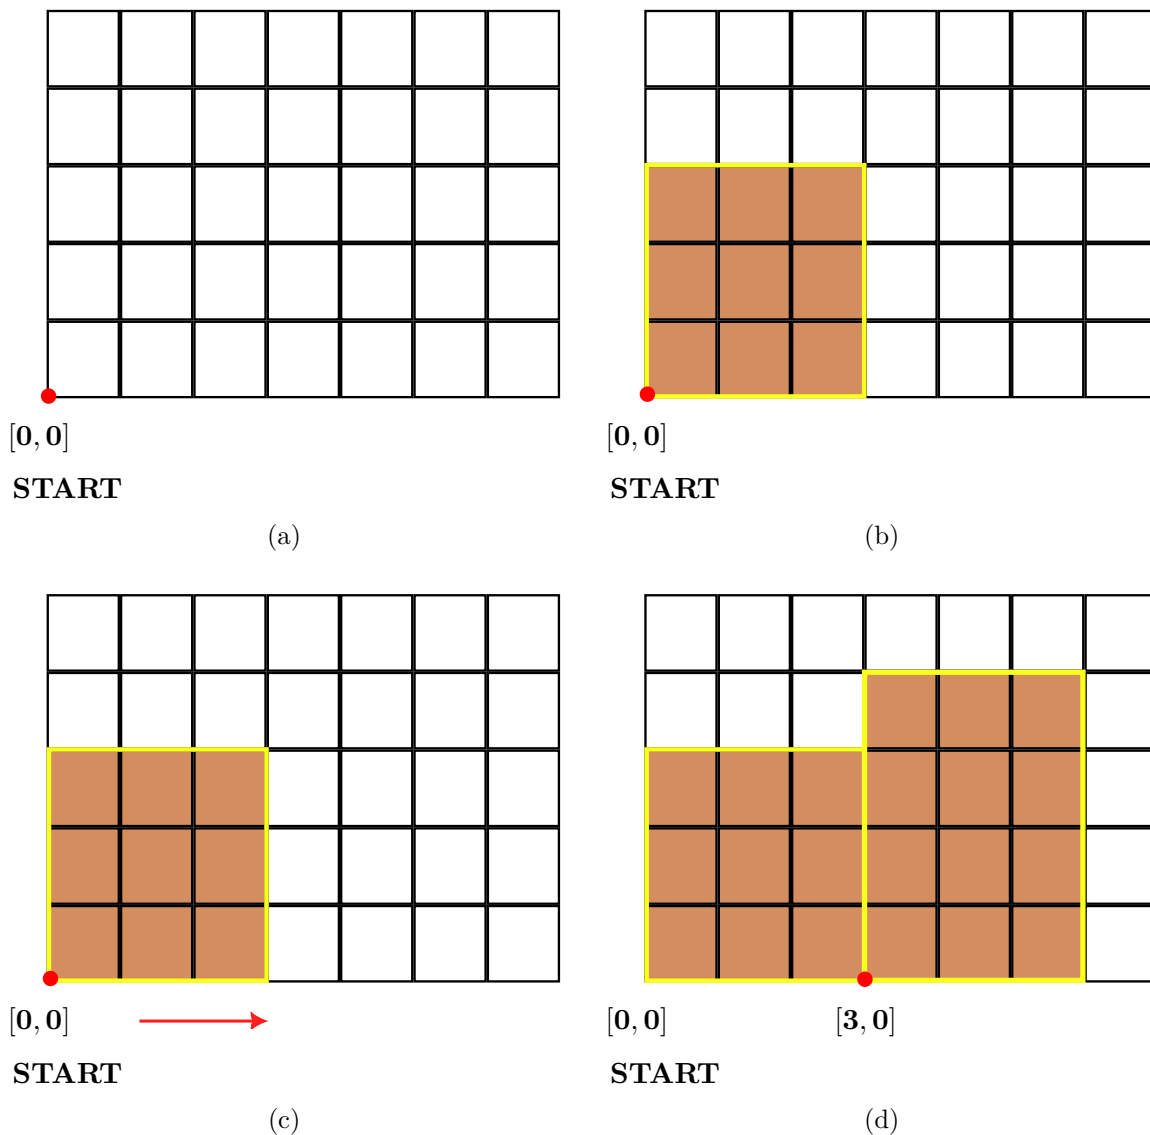 [0, 0]
START
(a)
[0, 0]
START
(b)
[0, 0]
START
(c)
[0, 0] [3, 0]
START
(d)